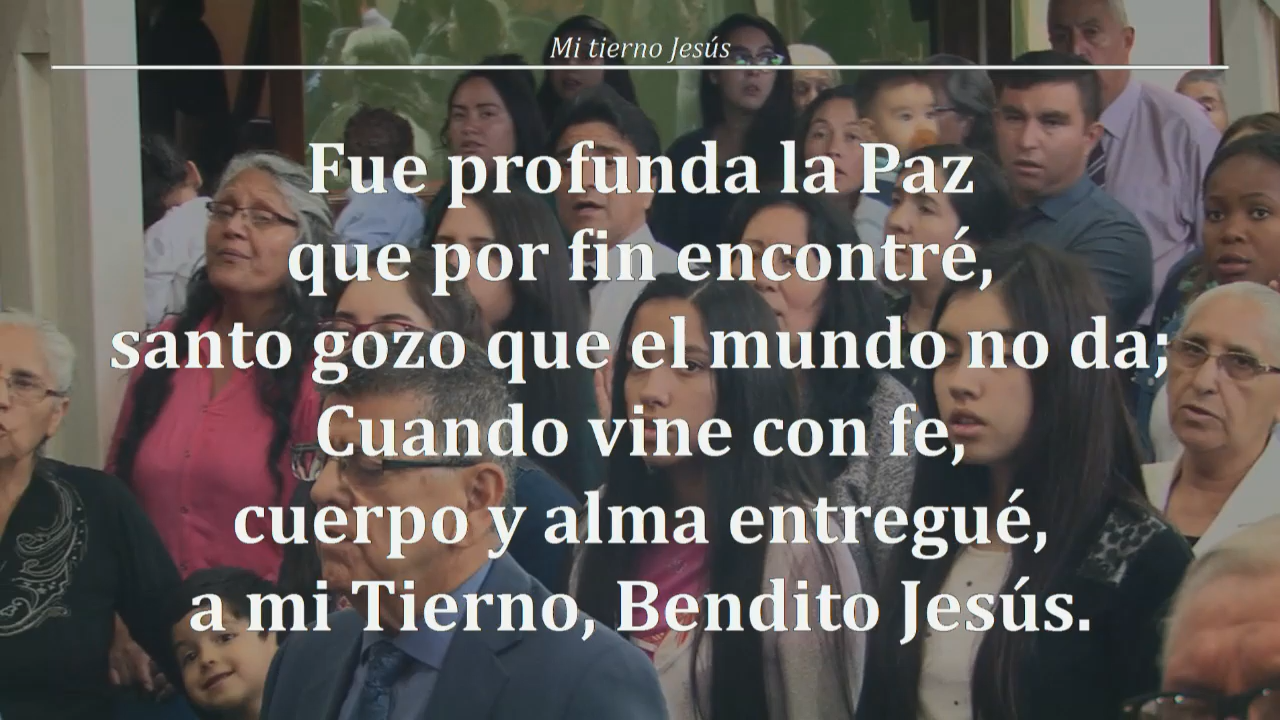 Mi tierno Jesús
Fue profunda la Paz
que por fin encontré,
santo gozo que el mundo no da;
Cuando vine con fe,
cuerpo y alma entregué,
a mi Tierno, Bendito Jesús.